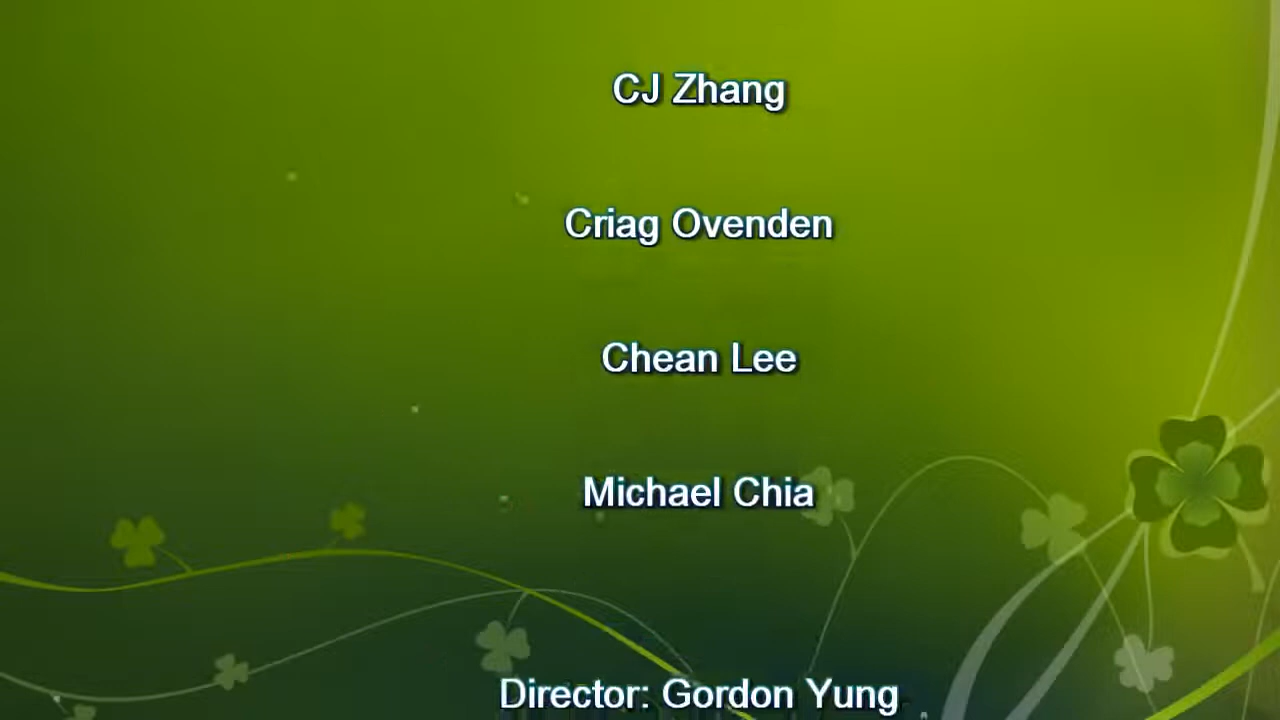 CJ Zhang
Criag Ovenden
Chean Lee
Michael Chia
Director: Gordon Yung